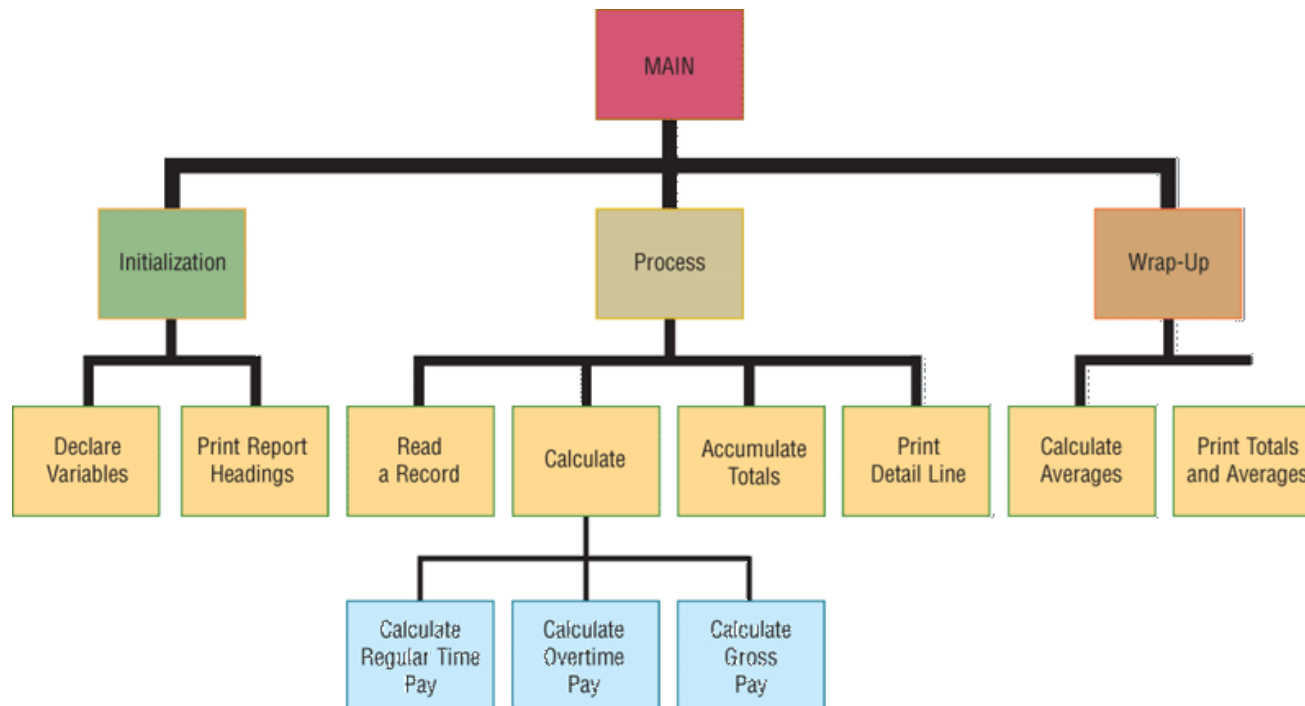 MAIN
Initialization
Process
Wrap-Up
Declare
Variables
Print Report
Headings
Read
a Record
Calculate
Accumulate
Totals
Print
Detail Line
Calculate
Averages
Print Totals
and Averages
Calculate
Regular Time
Pay
Calculate
Overtime
Pay
Calculate
Gross
Pay